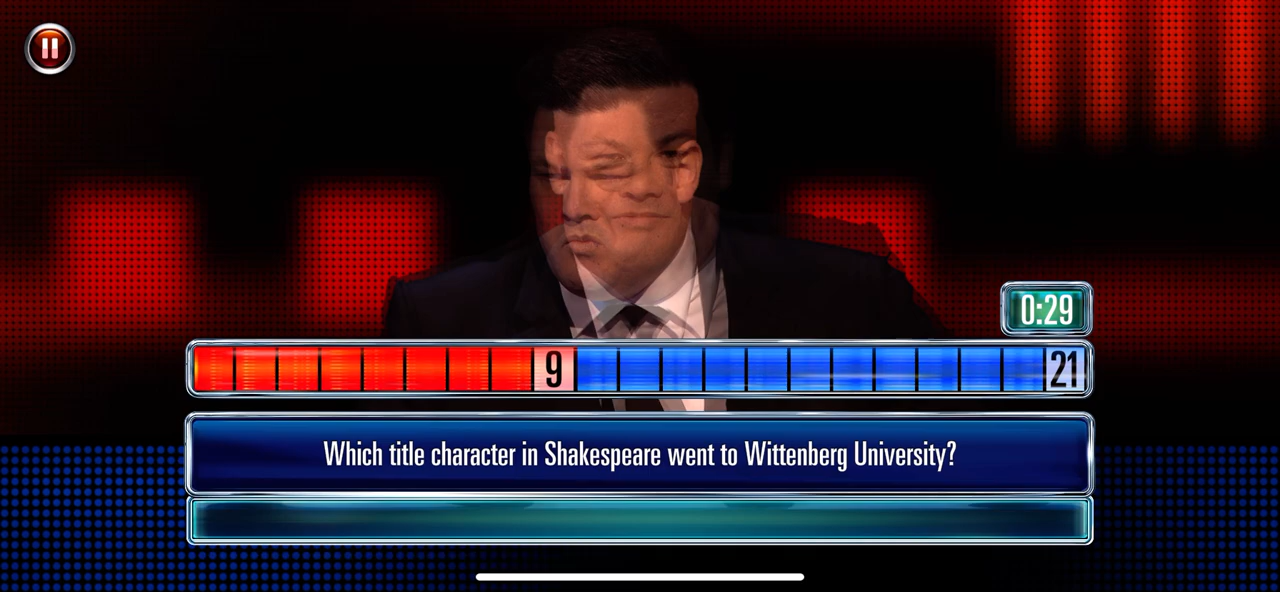 0:29
9
21
Which title character in Shakespeare went to Wittenberg University?